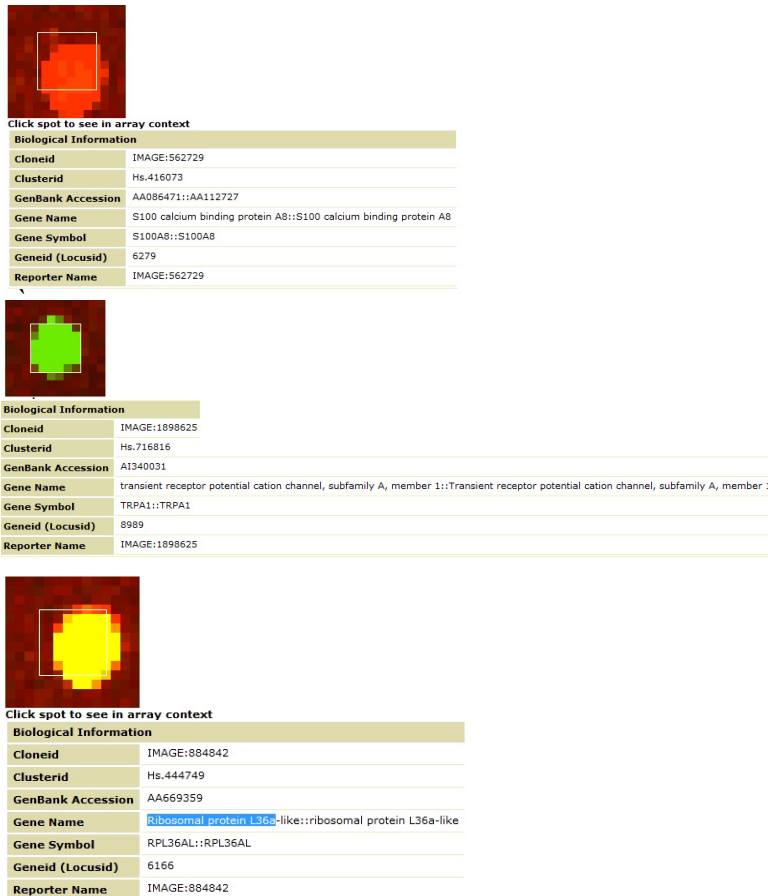 Click spot to see in array context
Biological Information
Cloneid IMAGE:562729
Clusterid Hs.416073
GenBank Accession AA086471::AA112727
Gene Name S100 calcium binding protein A8::S100 calcium binding protein A8
Gene Symbol S100A8::S100A8
Geneid (Locusid) 6279
Reporter Name IMAGE:562729
Biological Information
Cloneid IMAGE:1898625
Clusterid Hs.716816
GenBank Accession AI340031
Gene Name transient receptor potential cation channel, subfamily A, member 1::Transient receptor potential cation channel, subfamily A, member
Gene Symbol TRPA1::TRPA1
Geneid (Locusid) 8989
Reporter Name IMAGE:1898625
Click spot to see in array context
Biological Information
Cloneid IMAGE:884842
Clusterid Hs.444749
GenBank Accession AA669359
Gene Name Ribosomal protein L36a-like::ribosomal protein L36a-like
Gene Symbol RPL36AL::RPL36AL
Geneid (Locusid) 6166
Reporter Name IMAGE:884842